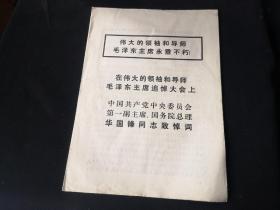 伟大的领袖和导师
毛泽东主席永垂不朽！
在伟大的领袖和导师
毛泽东主席追悼大会上
中国共产党中央委员会
第一副主席、国务院总理
华国锋同志致悼词